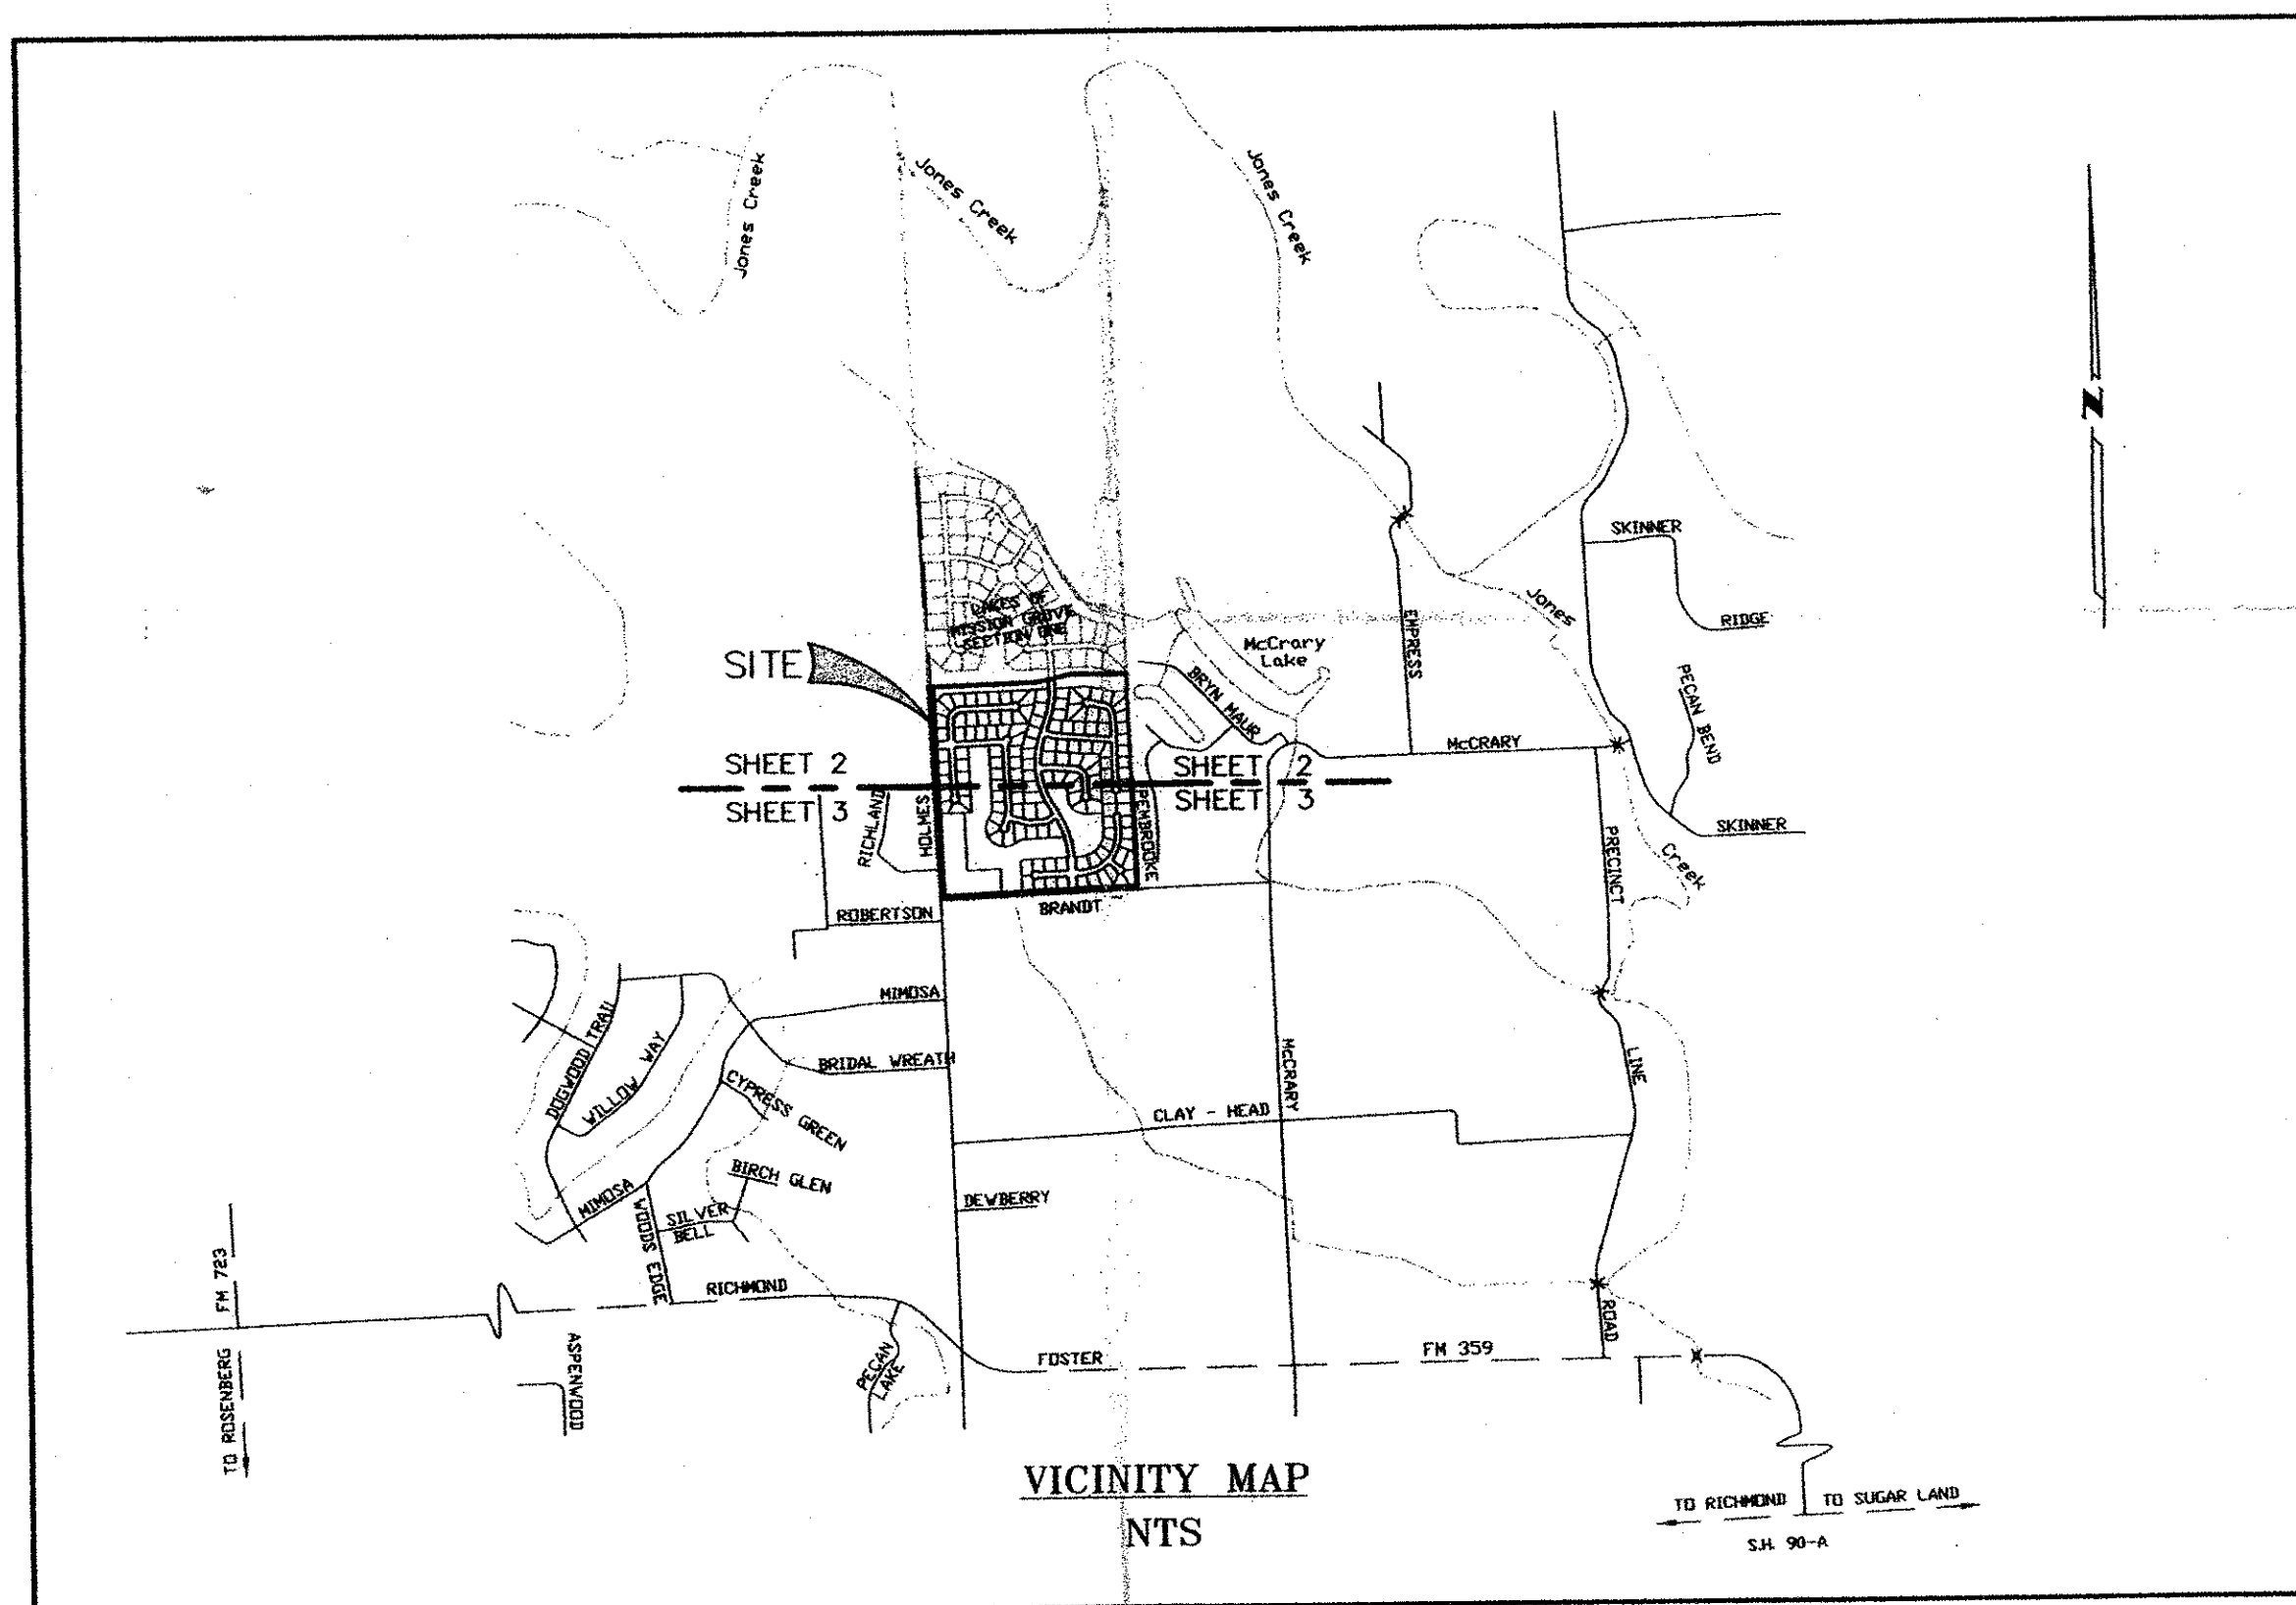 Jones Creek
Jones Creek
Jones Creek
N
SKINNER
RIDGE
Jones
EMPRESS
LAKES OF
MISSION GROVE
SECTION ONE
McCrary
Lake
SITE
BRYN MAUR
PECAN BEND
McCRARY
SHEET 2
SHEET 3
SHEET 2
SHEET 3
RICHLAND
HOLMES
PEMBROOKE
SKINNER
PRECINCT
Creek
ROBERTSON
BRANDT
MIMOSA
DOGWOOD TRAIL
WILLOW WAY
BRIDAL WREATH
CYPRESS GREEN
McCRARY
LINE
CLAY - HEAD
BIRCH GLEN
MIMOSA
WOODS EDGE
SILVER
BELL
DEWBERRY
FM 723
RICHMOND
ROAD
TO ROSENBERG
ASPENWOOD
PECAN
LAKE
FOSTER
FM 359
VICINITY MAP
NTS
TO RICHMOND
TO SUGAR LAND
S.H. 90-A